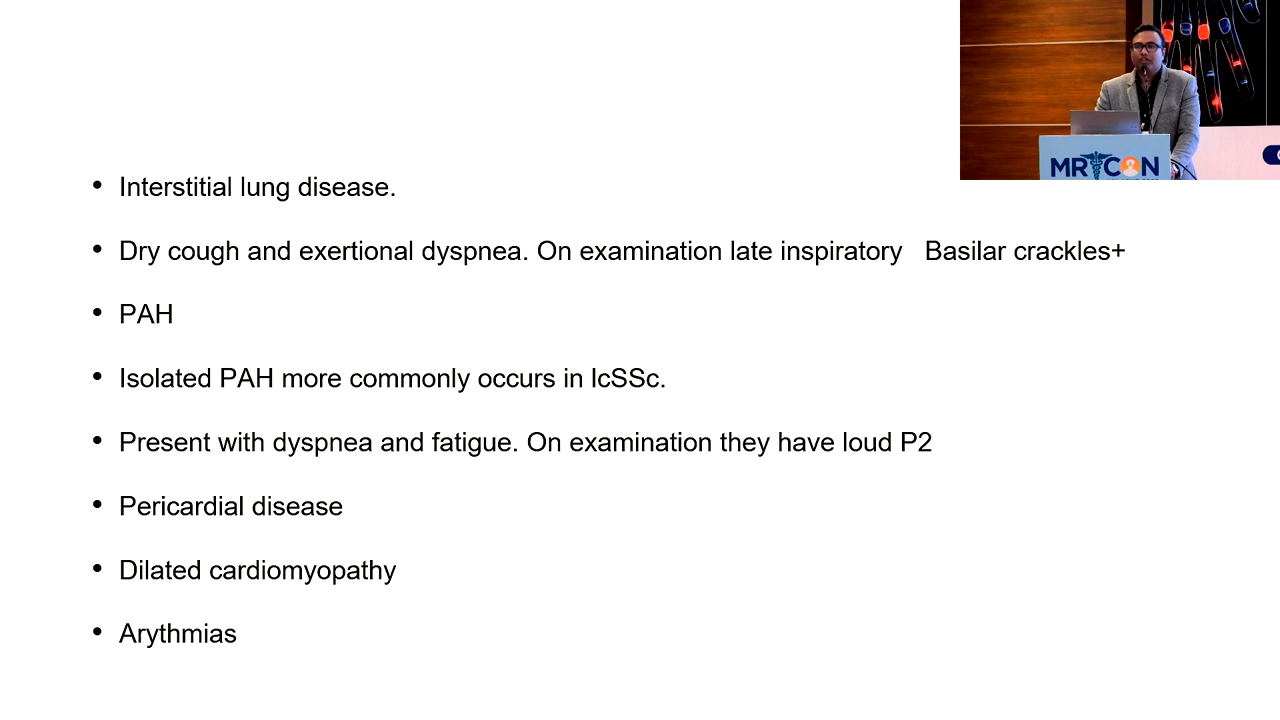 MRCON
Interstitial lung disease.
Dry cough and exertional dyspnea. On examination late inspiratory Basilar crackles+
PAH
Isolated PAH more commonly occurs in lcSSc.
Present with dyspnea and fatigue. On examination they have loud P2
Pericardial disease
Dilated cardiomyopathy
Arythmias